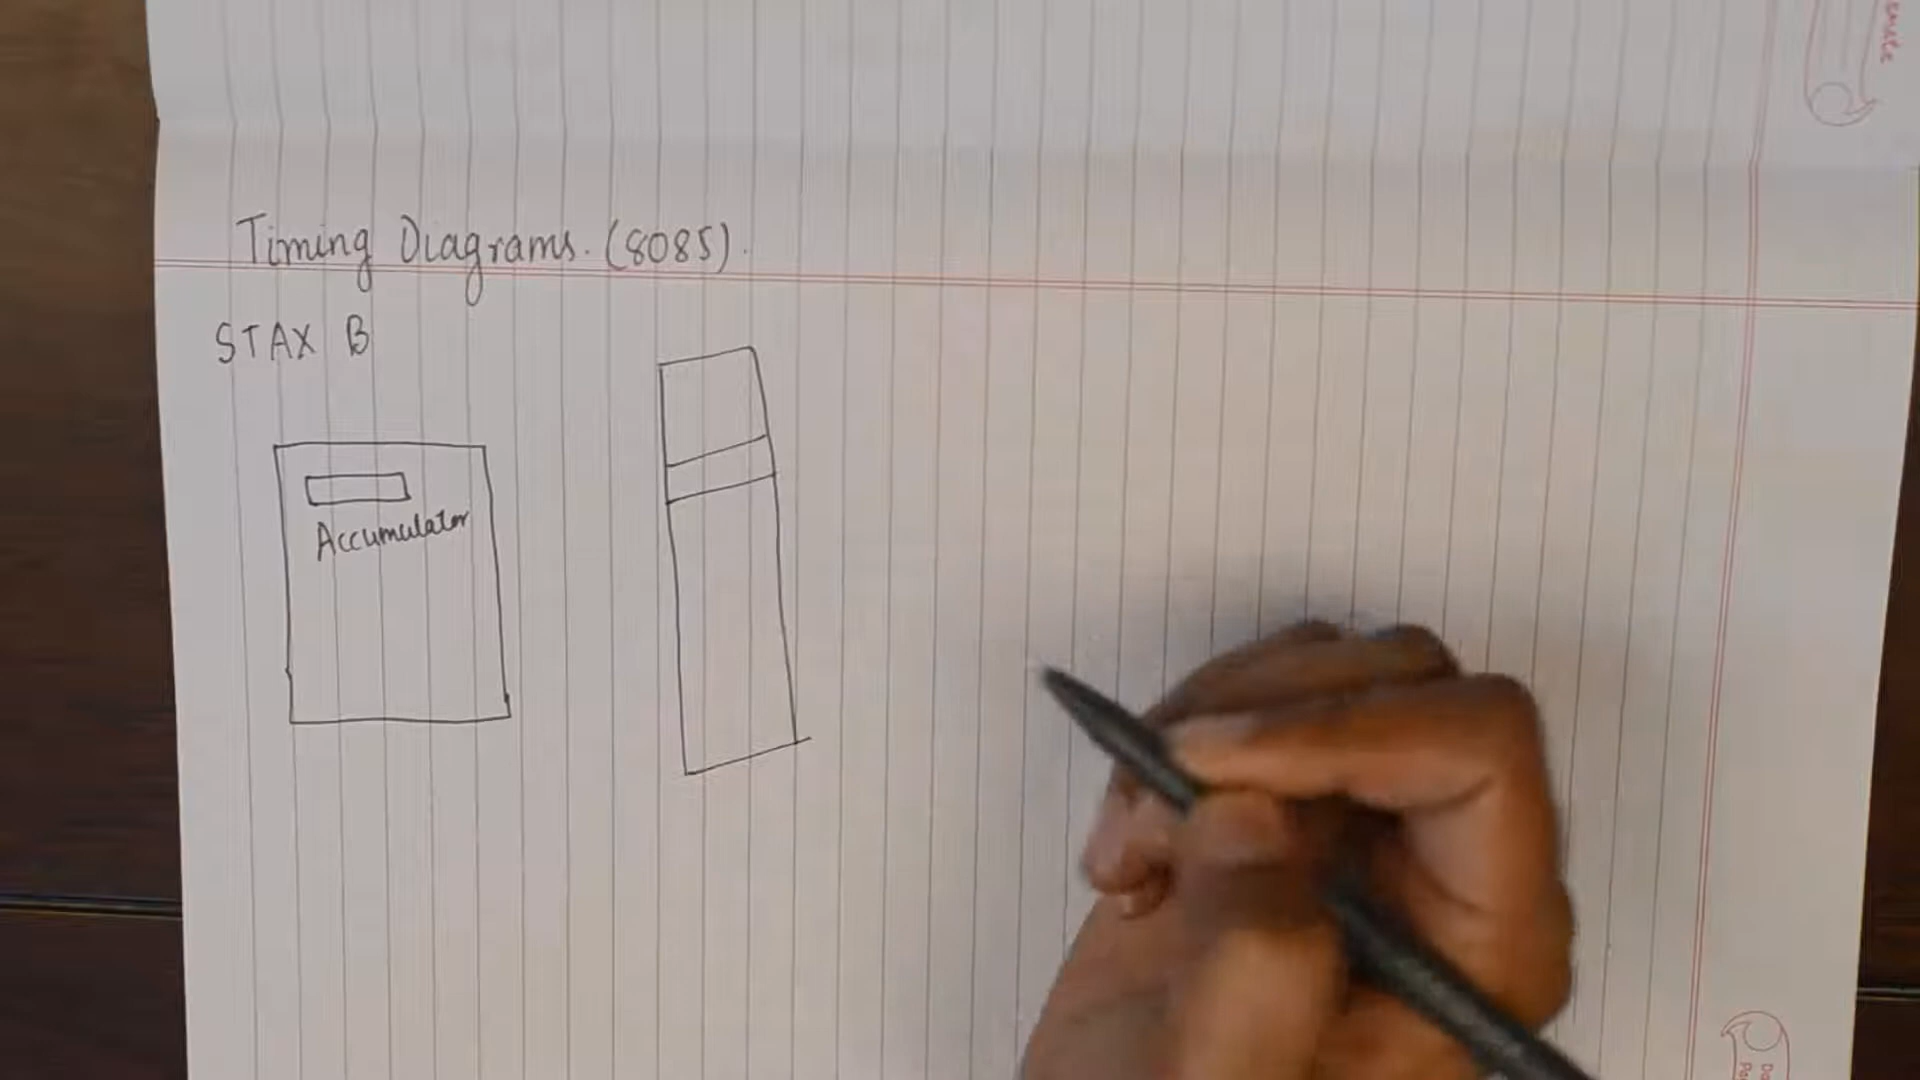 Timing Diagrams. (8085).
STAX B
Accumulator